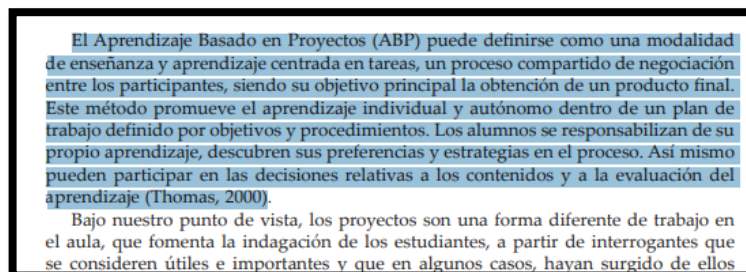 El Aprendizaje Basado en Proyectos (ABP) puede definirse como una modalidad
de enseñanza y aprendizaje centrada en tareas, un proceso compartido de negociación
entre los participantes, siendo su objetivo principal la obtención de un producto final.
Este método promueve el aprendizaje individual y autónomo dentro de un plan de
trabajo definido por objetivos y procedimientos. Los alumnos se responsabilizan de su
propio aprendizaje, descubren sus preferencias y estrategias en el proceso. Así mismo
pueden participar en las decisiones relativas a los contenidos y a la evaluación del
aprendizaje (Thomas, 2000).
Bajo nuestro punto de vista, los proyectos son una forma diferente de trabajo en
el aula, que fomenta la indagación de los estudiantes, a partir de interrogantes que
se consideren útiles e importantes y que en algunos casos, hayan surgido de ellos